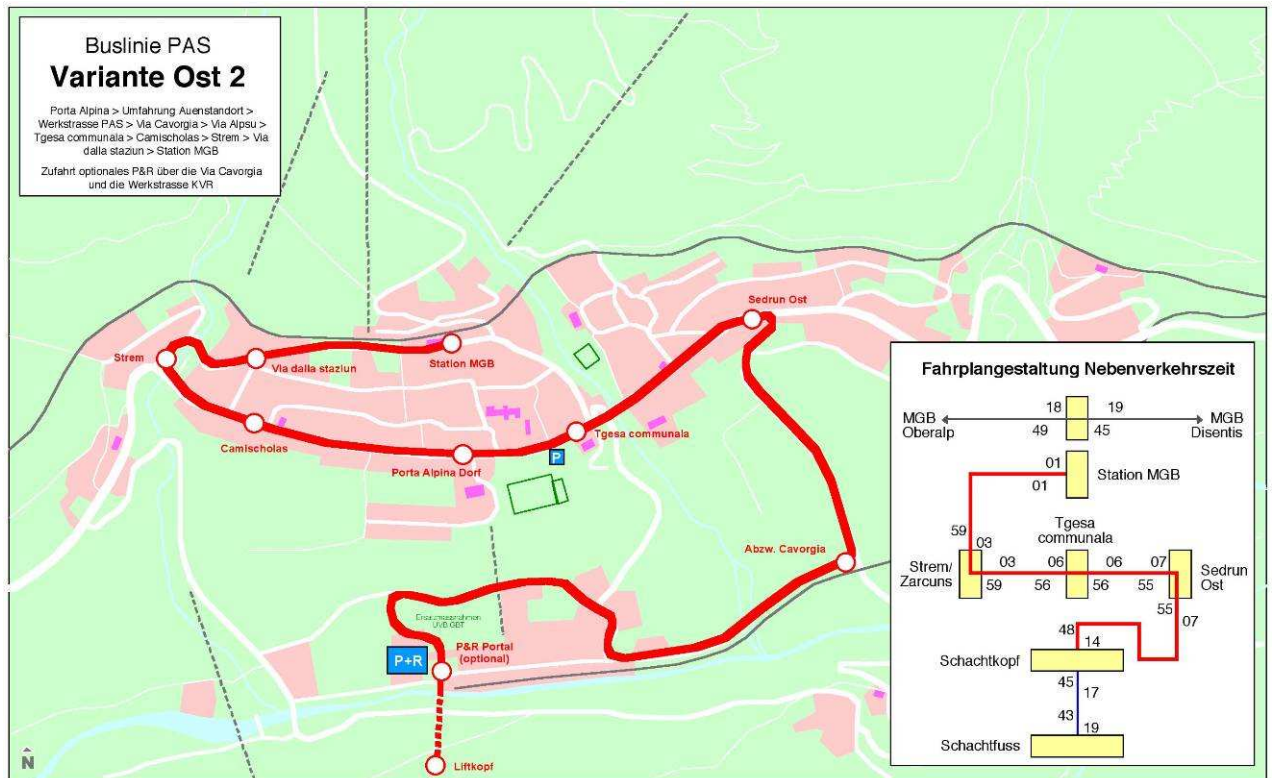 Buslinie PAS
Variante Ost 2
Porta Alpina > Umfahrung Auenstandort >
Werkstrasse PAS > Via Cavorgia > Via Alpsu >
Tgesa communala > Camischolas > Strem > Via
dalla staziun > Station MGB
Zufahrt optionales P&R über die Via Cavorgia
und die Werkstrasse KVR
Sedrun Ost
Strem
Via dalla staziun
Station MGB
Camischolas
Porta Alpina Dorf
Tgesa communala
P
Abzw. Cavorgia
Ersatzmassnahmen
UVB GBT
P+R
P&R Portal
(optional)
Liftkopf
N
Fahrplangestaltung Nebenverkehrszeit
18 19
MGB
Oberalp
49 45
MGB
Disentis
01
01
Station MGB
59
03
Tgesa
communala
Strem/
Zarcuns
03 06 06 07
59 56 56 55
Sedrun
Ost
55
07
48
14
Schachtkopf
45
17
43
19
Schachtfuss